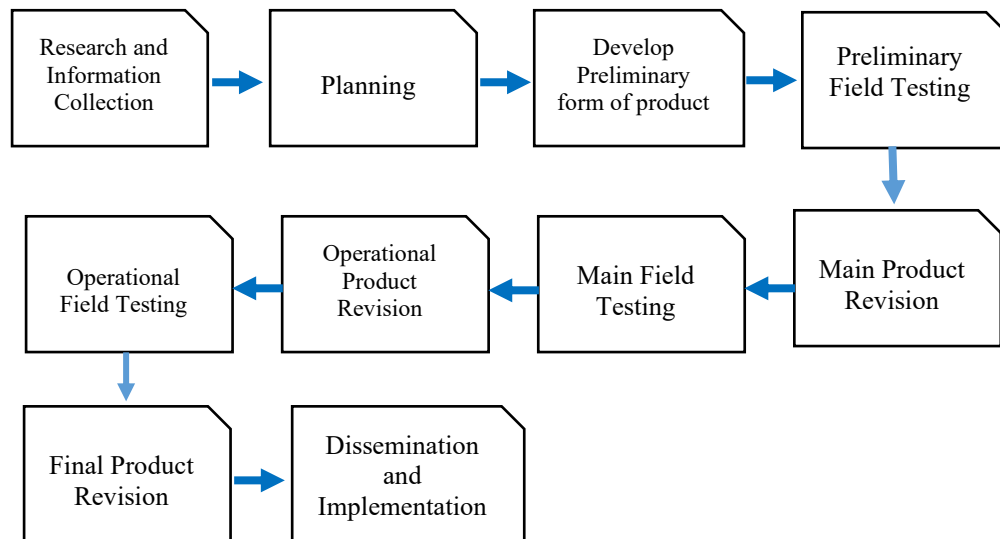 Research and
Information
Collection
Planning
Develop
Preliminary
form of product
Preliminary
Field Testing
Main Product
Revision
Main Field
Testing
Operational
Product
Revision
Operational
Field Testing
Final Product
Revision
Dissemination
and
Implementation